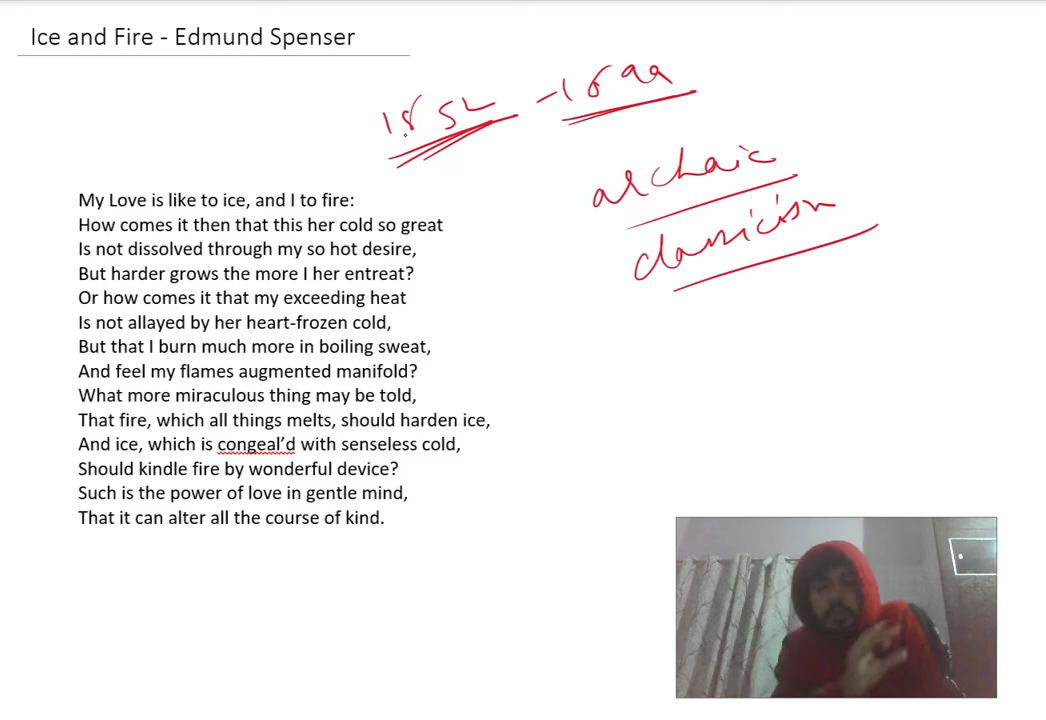 Ice and Fire - Edmund Spenser
1852 - 1699
archaic
classicism
My Love is like to ice, and I to fire:
How comes it then that this her cold so great
Is not dissolved through my so hot desire,
But harder grows the more I her entreat?
Or how comes it that my exceeding heat
Is not allayed by her heart-frozen cold,
But that I burn much more in boiling sweat,
And feel my flames augmented manifold?
What more miraculous thing may be told,
That fire, which all things melts, should harden ice,
And ice, which is congeal’d with senseless cold,
Should kindle fire by wonderful device?
Such is the power of love in gentle mind,
That it can alter all the course of kind.